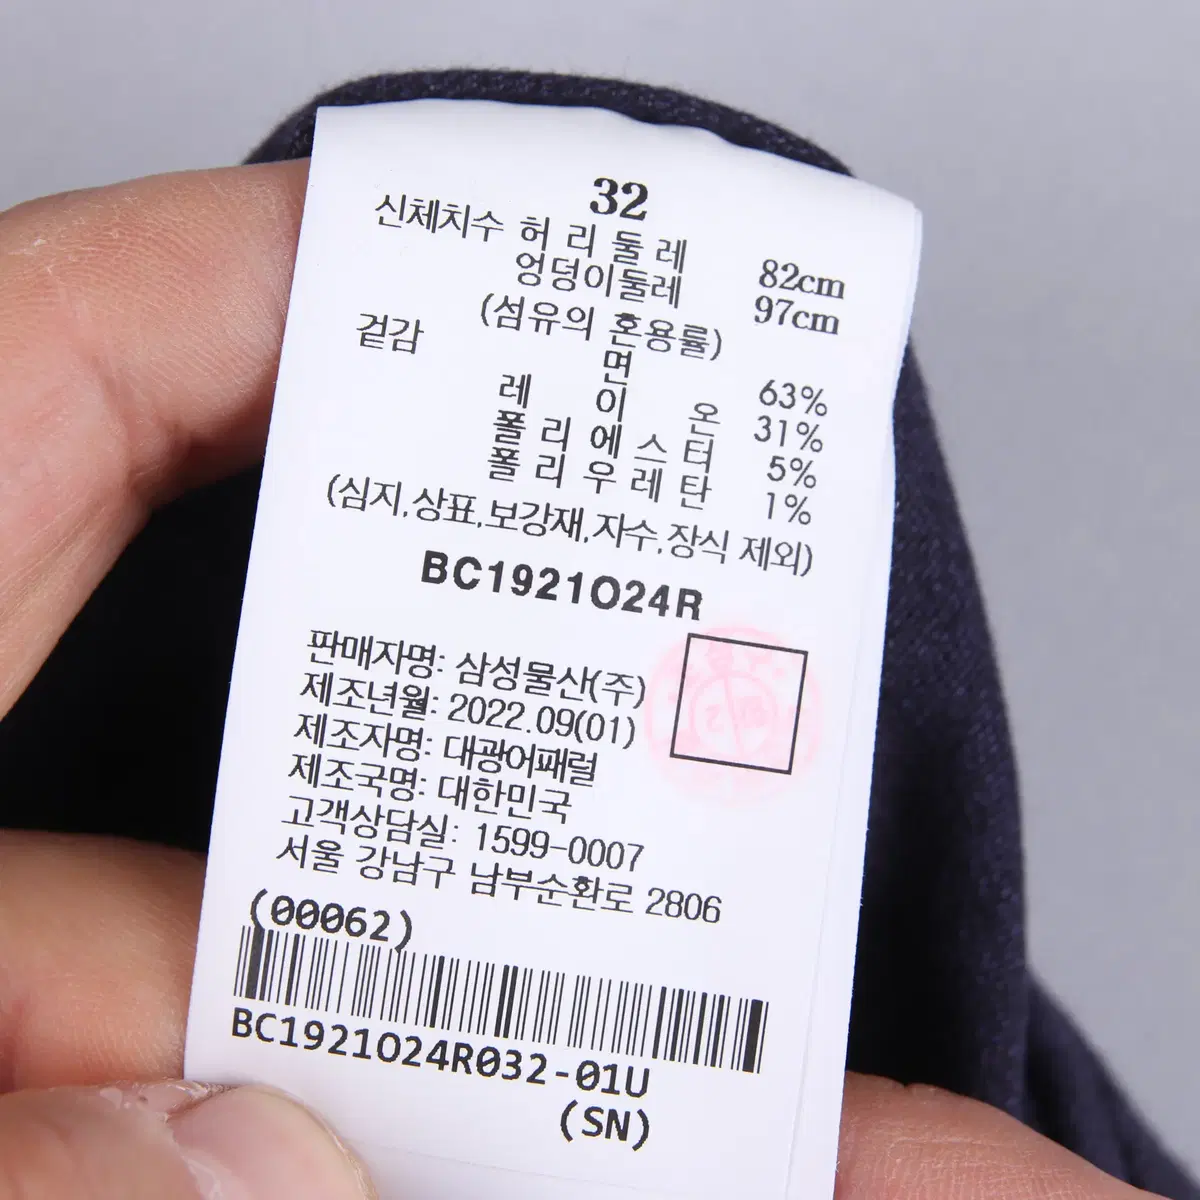 32
신체치수 허리둘레 82cm
엉덩이둘레 97cm
(섬유의 혼용률)
겉감 면 63%
레이온 31%
폴리에스터 5%
폴리우레탄 1%
(심지,상표,보강재,자수,장식 제외)
BC1921O24R
판매자명: 삼성물산(주)
제조년월: 2022.09(01)
제조자명: 대광어패럴
제조국명: 대한민국
고객상담실: 1599-0007
서울 강남구 남부순환로 2806
(00062)
BC1921O24R032-01U
(SN)